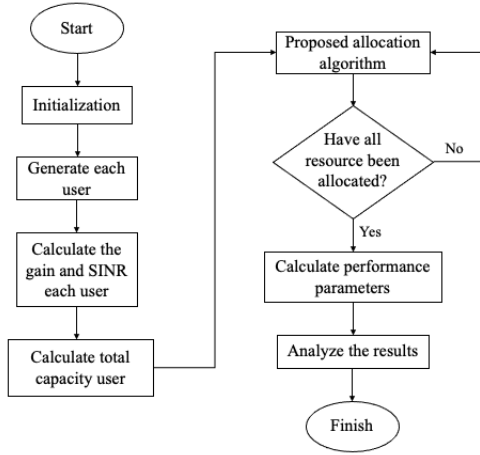 Start
Initialization
Generate each
user
Calculate the
gain and SINR
each user
Calculate total
capacity user
Proposed allocation
algorithm
Have all
resource been
allocated?
No
Yes
Calculate performance
parameters
Analyze the results
Finish